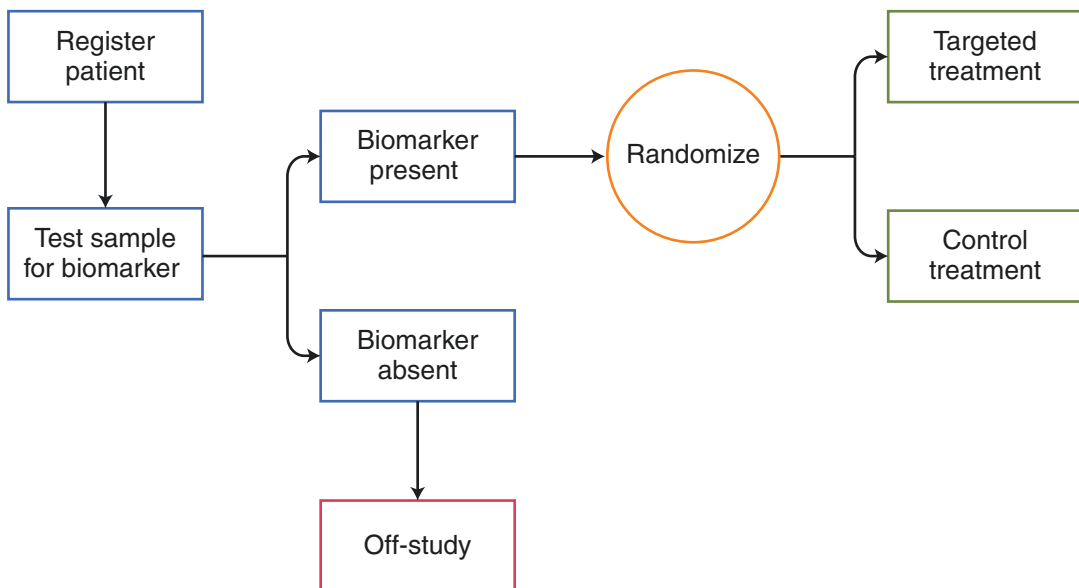 Register
patient
Test sample
for biomarker
Biomarker
present
Biomarker
absent
Off-study
Randomize
Targeted
treatment
Control
treatment